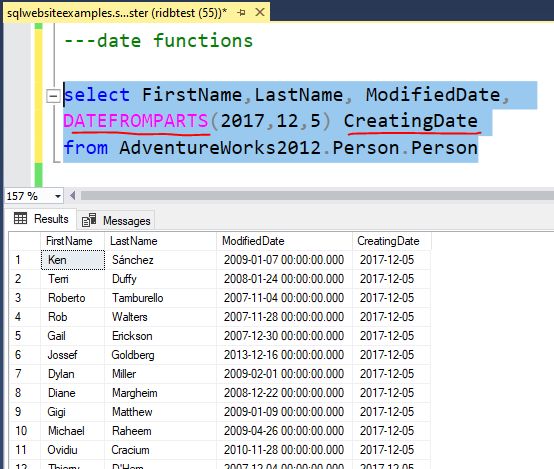 sqlwebsiteexamples.s...ster (ridbtest (55))*
---date functions
select FirstName,LastName, ModifiedDate,
DATEFROMPARTS(2017,12,5) CreatingDate
from AdventureWorks2012.Person.Person
157 %
Results Messages
FirstName LastName ModifiedDate CreatingDate
1 Ken Sánchez 2009-01-07 00:00:00.000 2017-12-05
2 Terri Duffy 2008-01-24 00:00:00.000 2017-12-05
3 Roberto Tamburello 2007-11-04 00:00:00.000 2017-12-05
4 Rob Walters 2007-11-28 00:00:00.000 2017-12-05
5 Gail Erickson 2007-12-30 00:00:00.000 2017-12-05
6 Jossef Goldberg 2013-12-16 00:00:00.000 2017-12-05
7 Dylan Miller 2009-02-01 00:00:00.000 2017-12-05
8 Diane Margheim 2008-12-22 00:00:00.000 2017-12-05
9 Gigi Matthew 2009-01-09 00:00:00.000 2017-12-05
10 Michael Raheem 2009-04-26 00:00:00.000 2017-12-05
11 Ovidiu Cracium 2010-11-28 00:00:00.000 2017-12-05
12 Thierry D'Hers 2007-12-04 00:00:00.000 2017-12-05